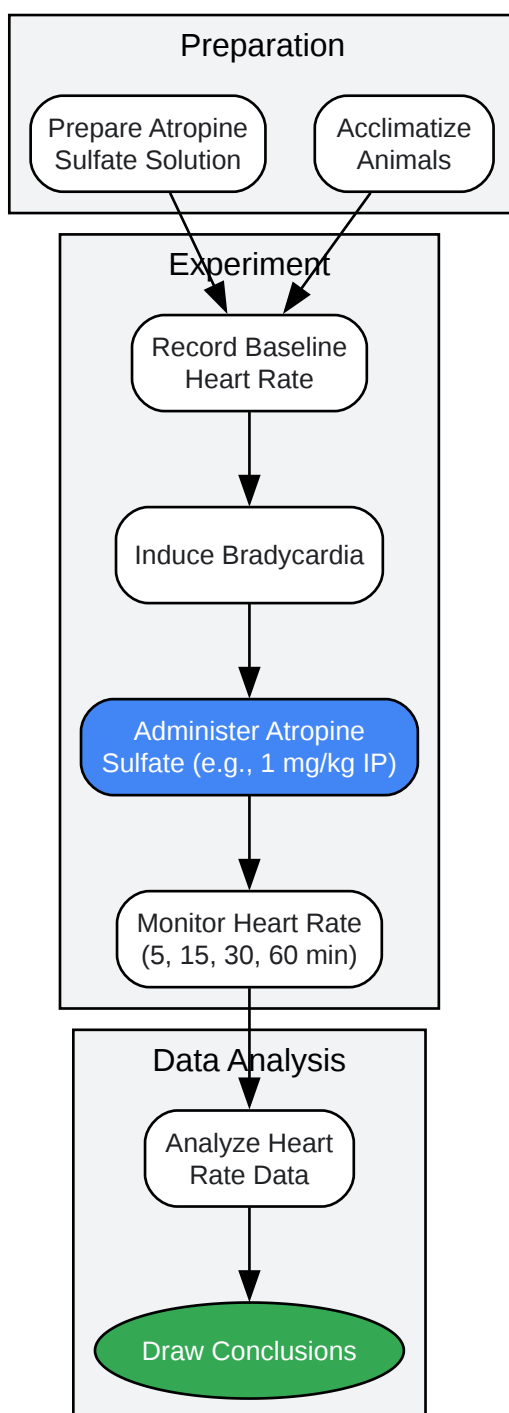 Preparation
Prepare Atropine
Sulfate Solution
Acclimatize
Animals
Experiment
Record Baseline
Heart Rate
Induce Bradycardia
Administer Atropine
Sulfate (e.g., 1 mg/kg IP)
Monitor Heart Rate
(5, 15, 30, 60 min)
Data Analysis
Analyze Heart
Rate Data
Draw Conclusions